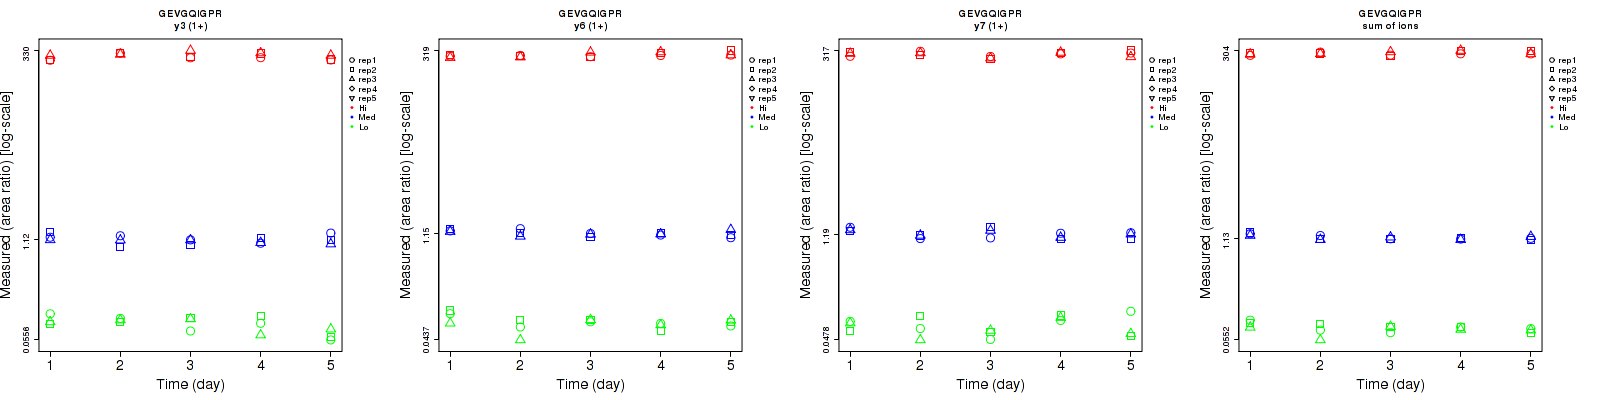 GEVGQIGPR
y3 (1+)
Measured (area ratio) [log-scale]
330
1.12
0.0556
1 2 3 4 5
Time (day)
rep1
rep2
rep3
rep4
rep5
Hi
Med
Lo
GEVGQIGPR
y6 (1+)
Measured (area ratio) [log-scale]
319
1.15
0.0437
1 2 3 4 5
Time (day)
rep1
rep2
rep3
rep4
rep5
Hi
Med
Lo
GEVGQIGPR
y7 (1+)
Measured (area ratio) [log-scale]
317
1.19
0.0478
1 2 3 4 5
Time (day)
rep1
rep2
rep3
rep4
rep5
Hi
Med
Lo
GEVGQIGPR
sum of ions
Measured (area ratio) [log-scale]
304
1.13
0.0552
1 2 3 4 5
Time (day)
rep1
rep2
rep3
rep4
rep5
Hi
Med
Lo